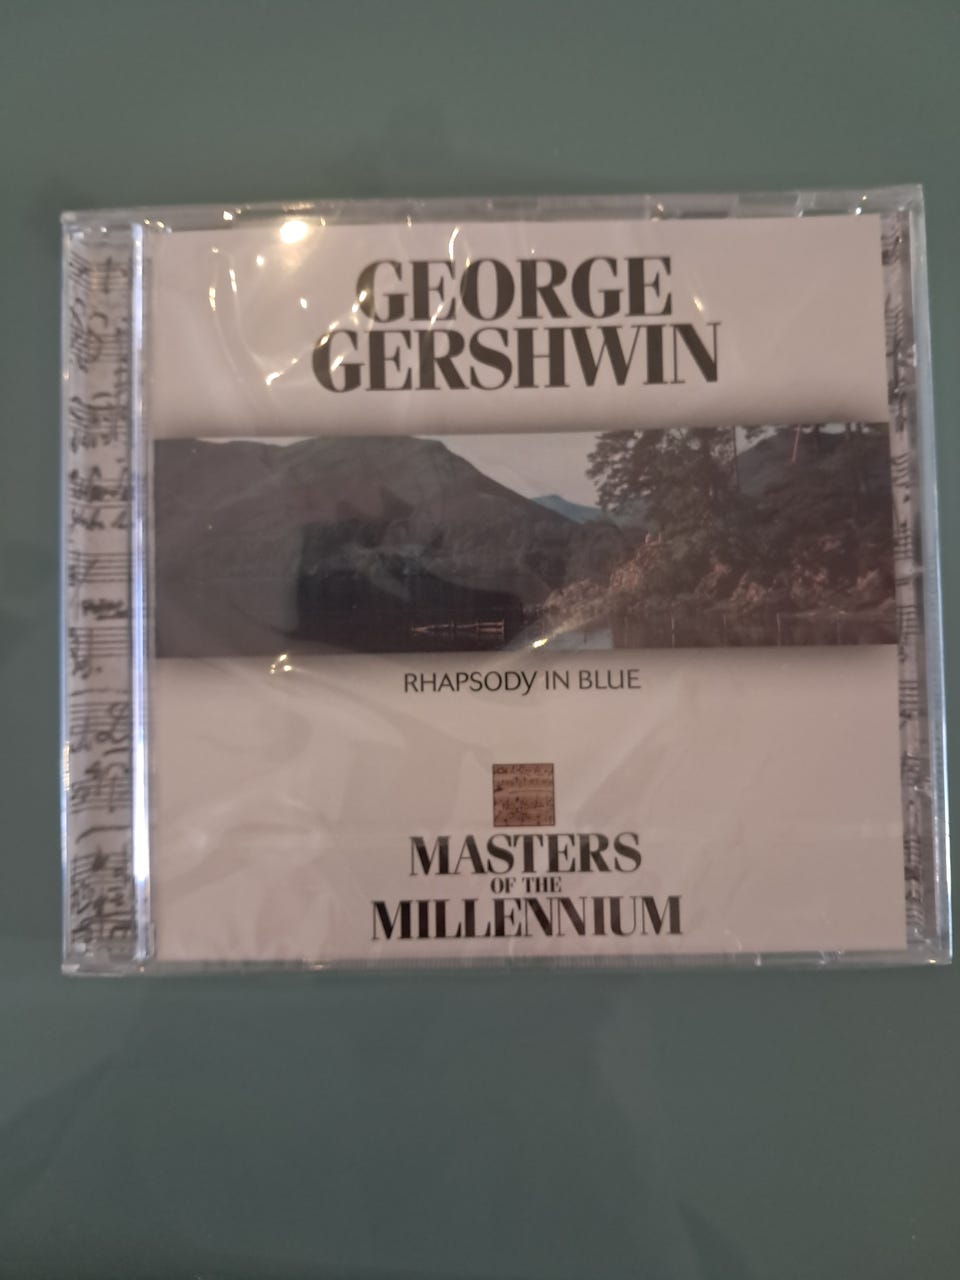 GEORGE
GERSHWIN
RHAPSODY IN BLUE
MASTERS
OF THE
MILLENNIUM